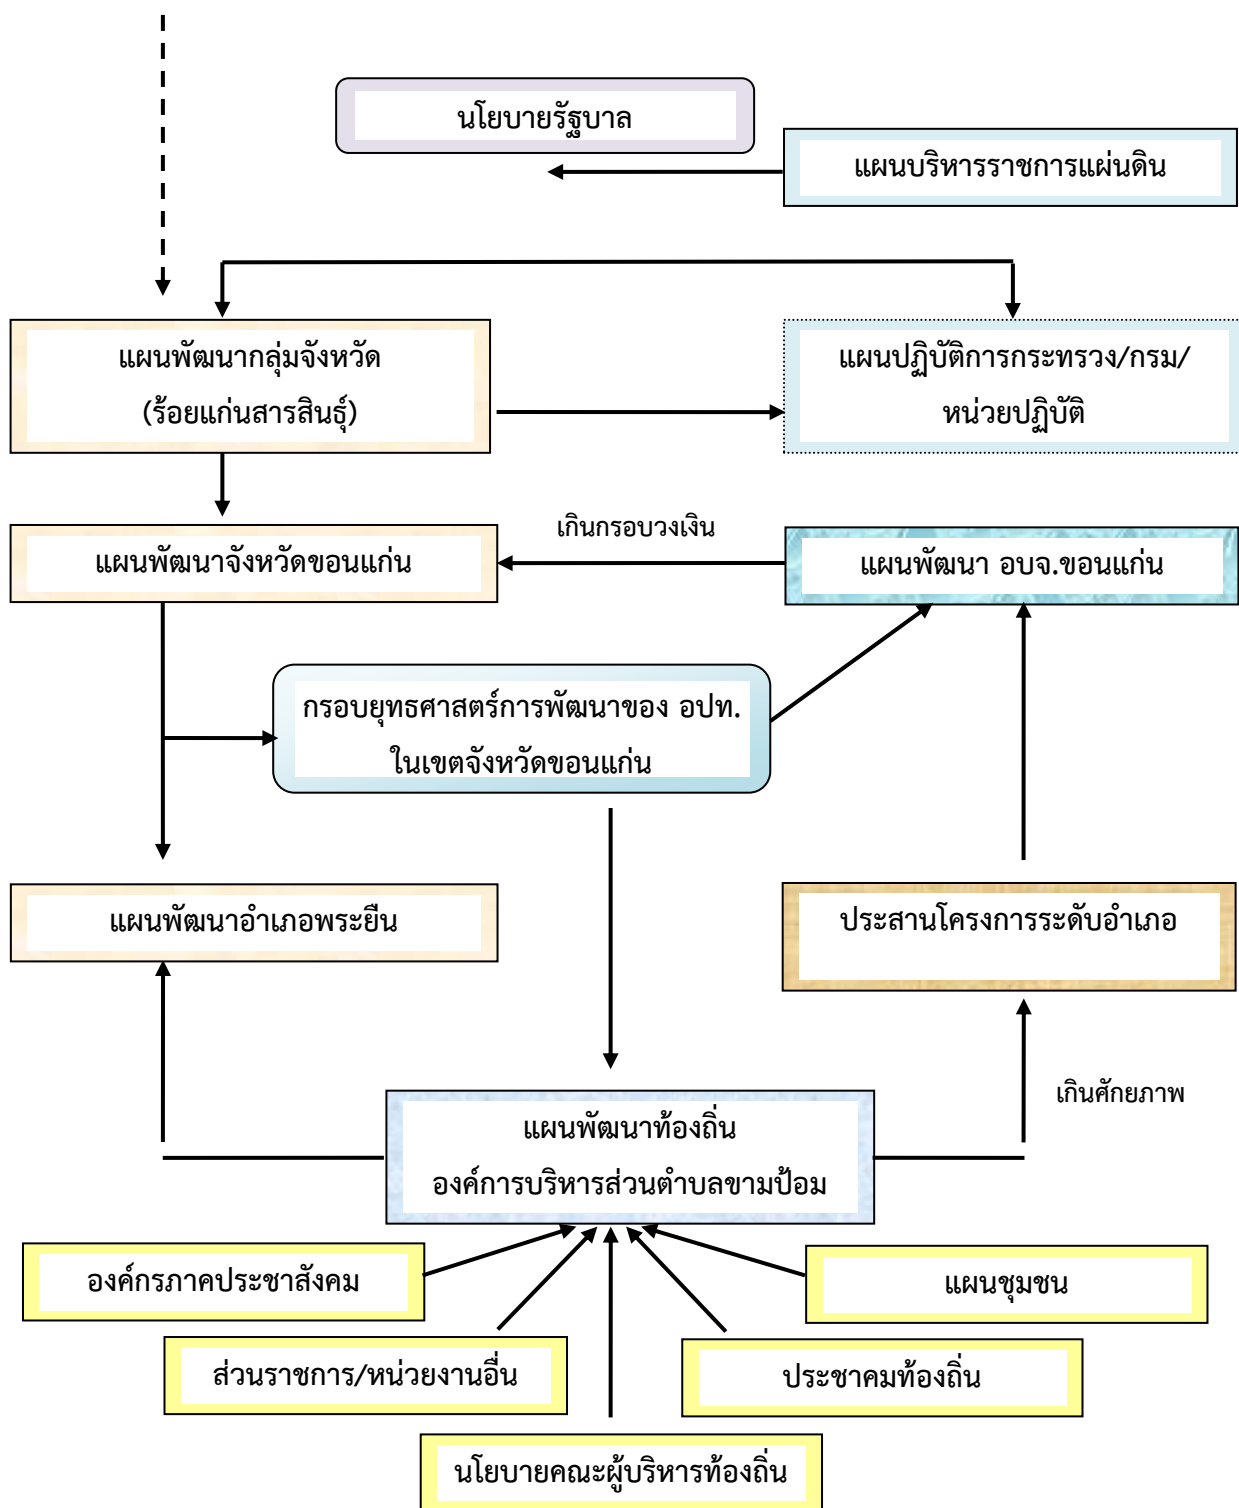 นโยบายรัฐบาล
แผนบริหารราชการแผ่นดิน
แผนพัฒนากลุ่มจังหวัด
(ร้อยแก่นสารสินธุ์)
แผนปฏิบัติการกระทรวง/กรม/
หน่วยปฏิบัติ
แผนพัฒนาจังหวัดขอนแก่น
เกินกรอบวงเงิน
แผนพัฒนา อบจ.ขอนแก่น
กรอบยุทธศาสตร์การพัฒนาของ อปท.
ในเขตจังหวัดขอนแก่น
แผนพัฒนาอำเภอพระยืน
ประสานโครงการระดับอำเภอ
เกินศักยภาพ
แผนพัฒนาท้องถิ่น
องค์การบริหารส่วนตำบลขามป้อม
องค์กรภาคประชาสังคม
แผนชุมชน
ส่วนราชการ/หน่วยงานอื่น
ประชาคมท้องถิ่น
นโยบายคณะผู้บริหารท้องถิ่น